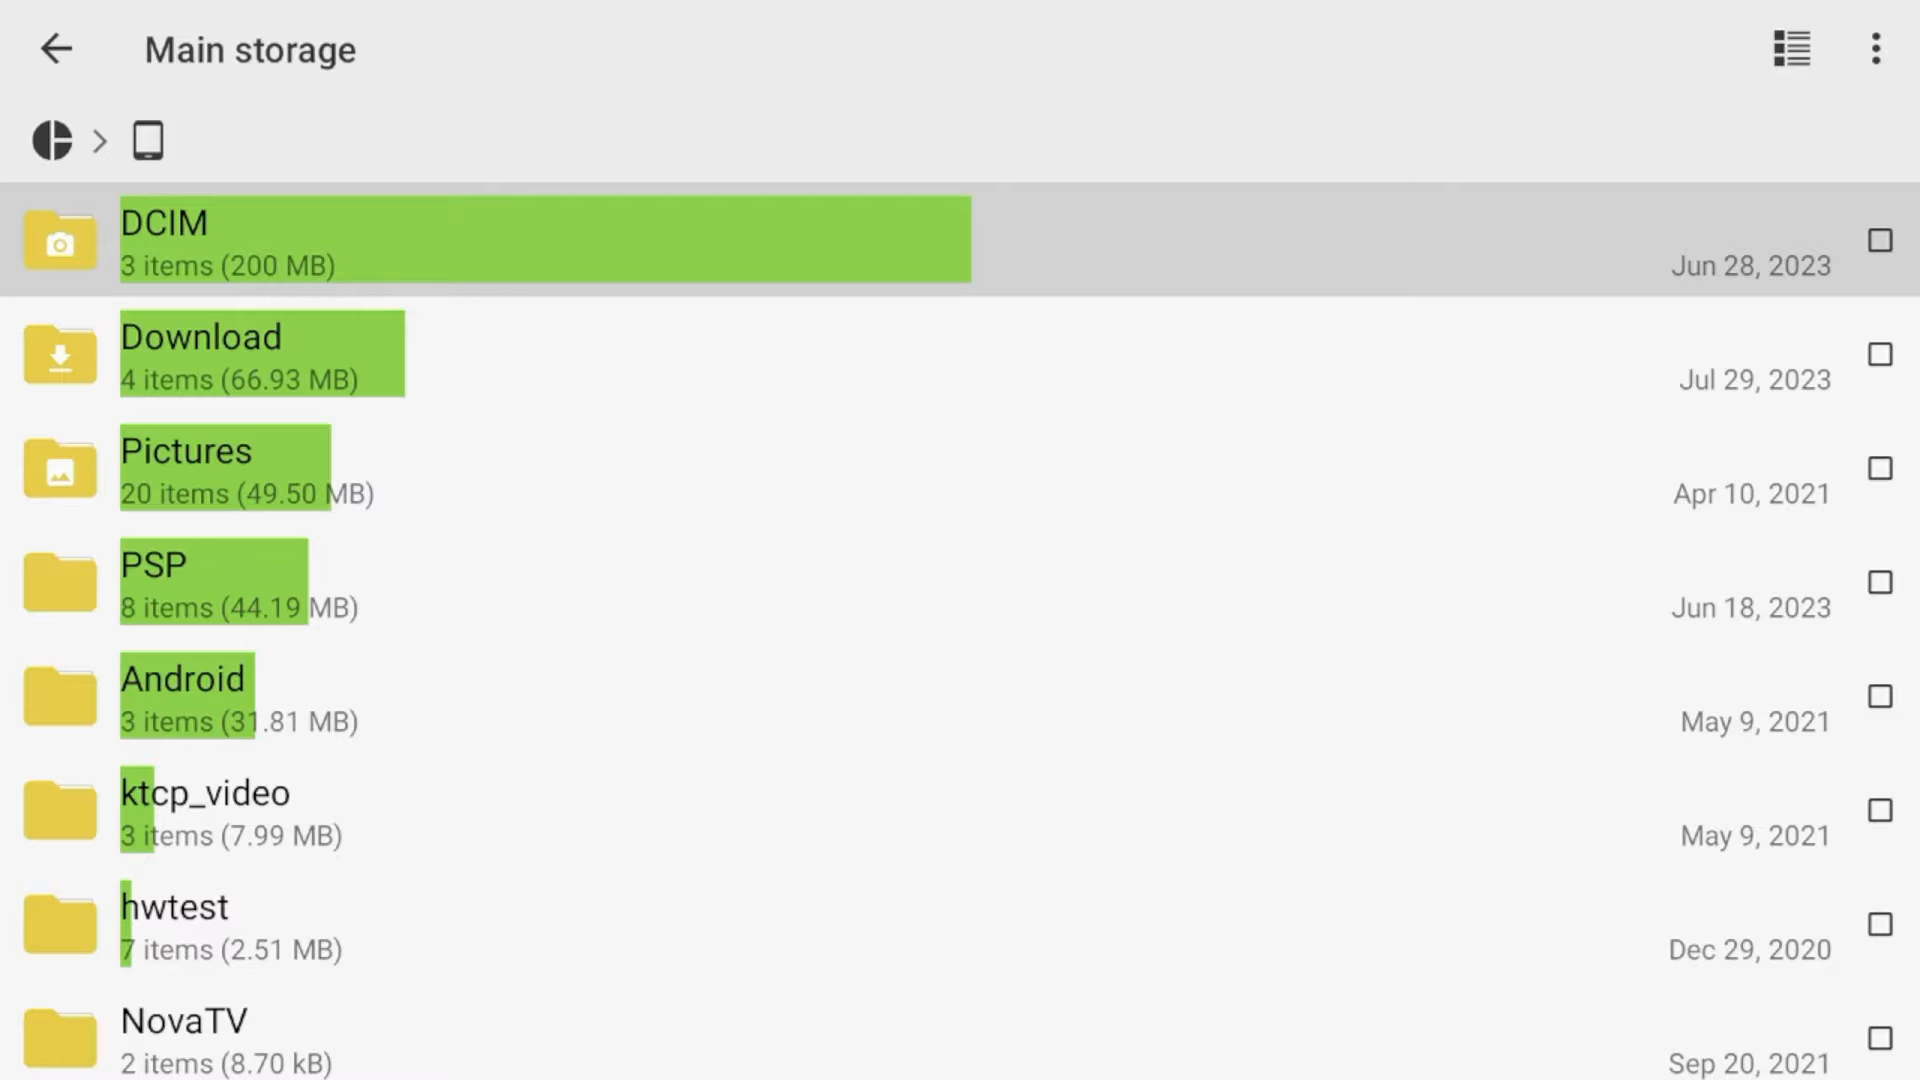 Main storage
DCIM
3 items (200 MB)
Jun 28, 2023
Download
4 items (66.93 MB)
Jul 29, 2023
Pictures
20 items (49.50 MB)
Apr 10, 2021
PSP
8 items (44.19 MB)
Jun 18, 2023
Android
3 items (31.81 MB)
May 9, 2021
ktcp_video
3 items (7.99 MB)
May 9, 2021
hwtest
7 items (2.51 MB)
Dec 29, 2020
NovaTV
2 items (8.70 kB)
Sep 20, 2021